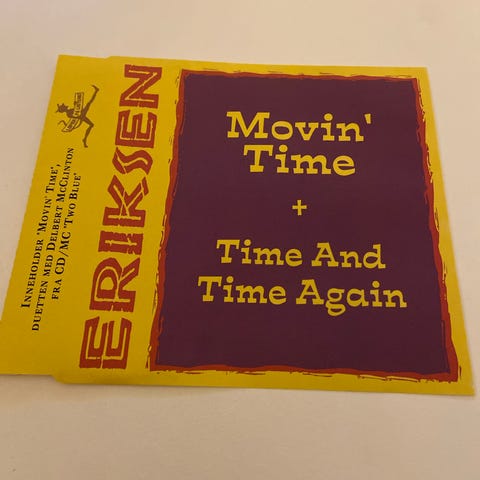 INNEHOLDER "MOVIN' TIME",
DUETTEN MED DELBERT MCCLINTON
FRA CD/MC "TWO BLUE"
ERIKSEN
Movin'
Time
+
Time And
Time Again